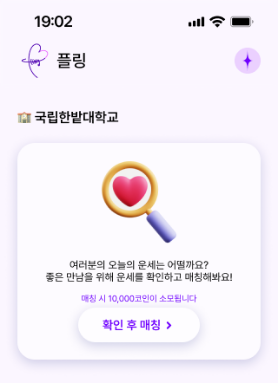 19:02
플링
국립한밭대학교
여러분의 오늘의 운세는 어떨까요?
좋은 만남을 위해 운세를 확인하고 매칭해봐요!
매칭 시 10,000코인이 소모됩니다
확인 후 매칭 >